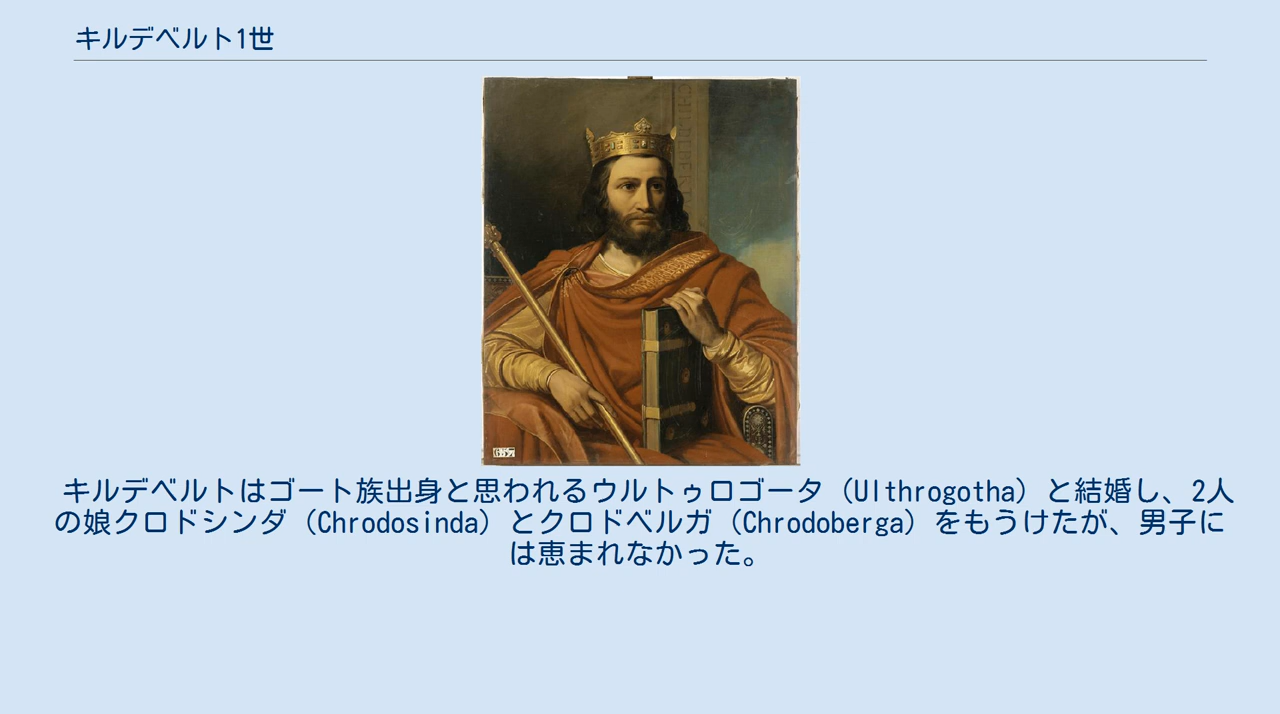 キルデベルト1世
CHILDEBERT
キルデベルトはゴート族出身と思われるウルトゥロゴータ（Ulthrogotha）と結婚し、2人
の娘クロドシンダ（Chrodosinda）とクロドベルガ（Chrodoberga）をもうけたが、男子に
は恵まれなかった。